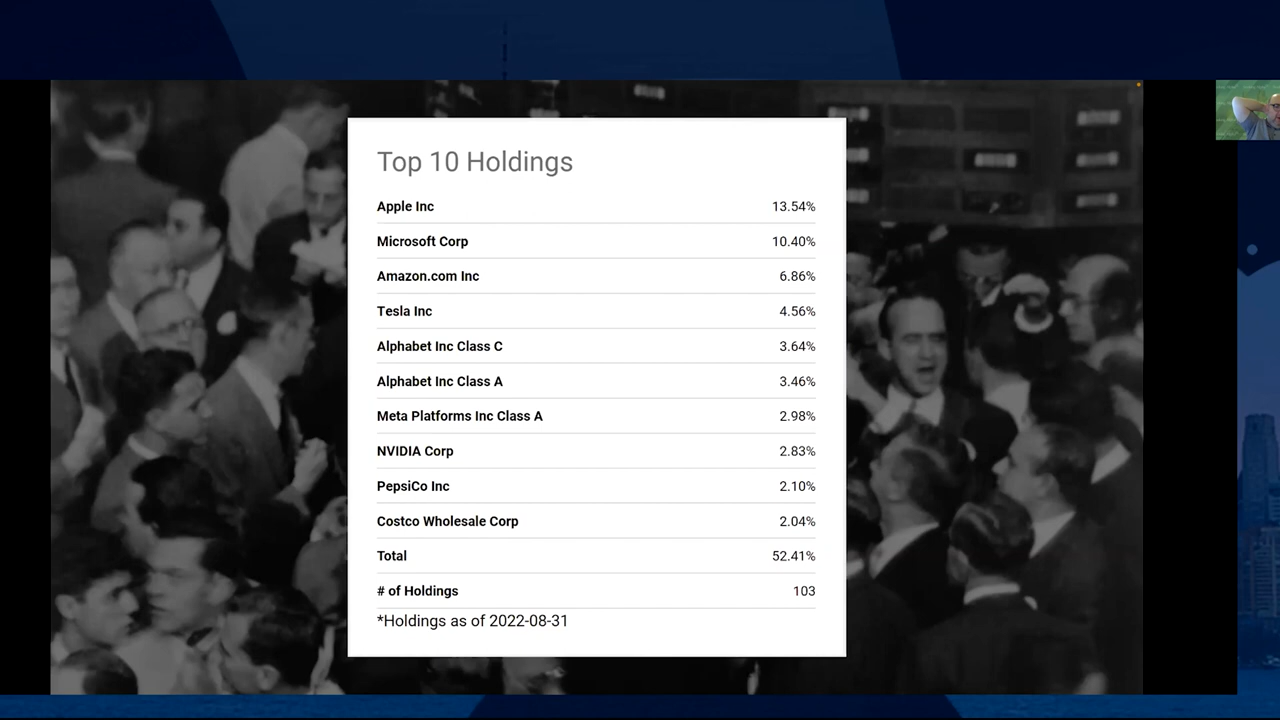 Top 10 Holdings
Apple Inc 13.54%
Microsoft Corp 10.40%
Amazon.com Inc 6.86%
Tesla Inc 4.56%
Alphabet Inc Class C 3.64%
Alphabet Inc Class A 3.46%
Meta Platforms Inc Class A 2.98%
NVIDIA Corp 2.83%
PepsiCo Inc 2.10%
Costco Wholesale Corp 2.04%
Total 52.41%
# of Holdings 103
*Holdings as of 2022-08-31